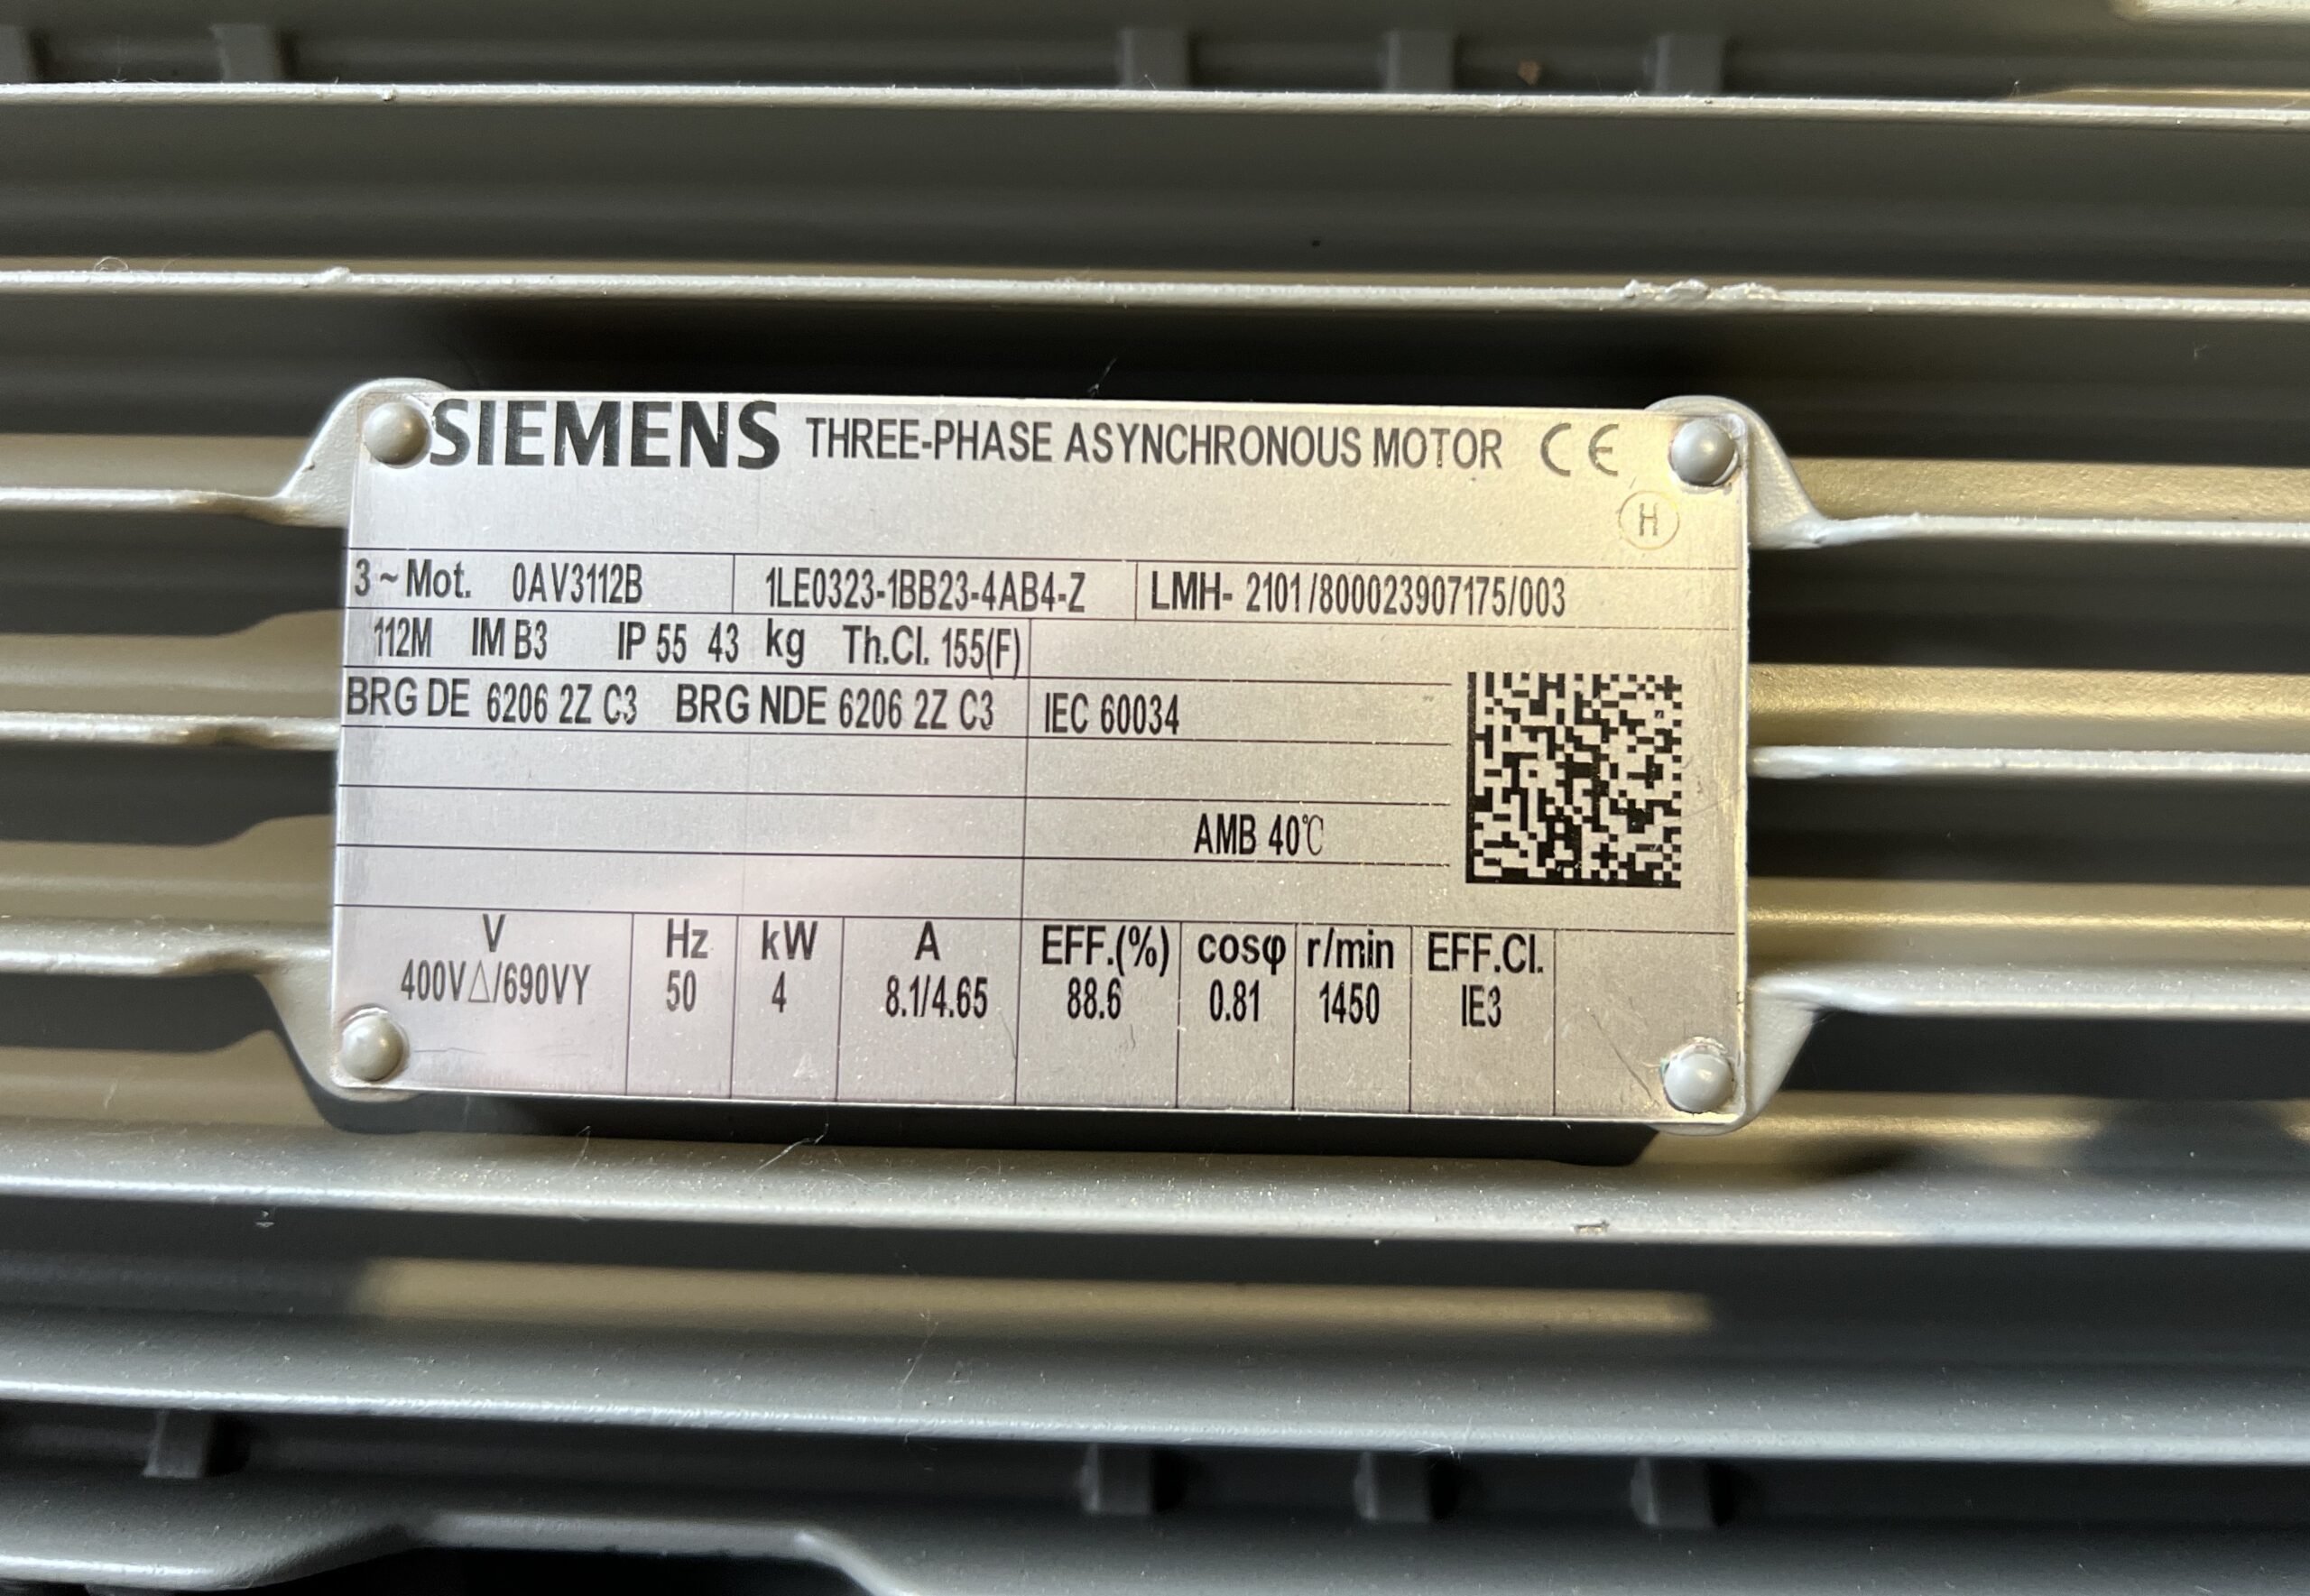 SIEMENS THREE-PHASE ASYNCHRONOUS MOTOR CE
H
3~Mot. 0AV3112B 1LE0323-1BB23-4AB4-Z LMH- 2101/800023907175/003
112M IM B3 IP 55 43 kg Th.Cl. 155(F)
BRG DE 6206 2Z C3 BRG NDE 6206 2Z C3 IEC 60034
AMB 40℃
V Hz kW A EFF.(%) cosφ r/min EFF.Cl.
400V△/690VY 50 4 8.1/4.65 88.6 0.81 1450 IE3